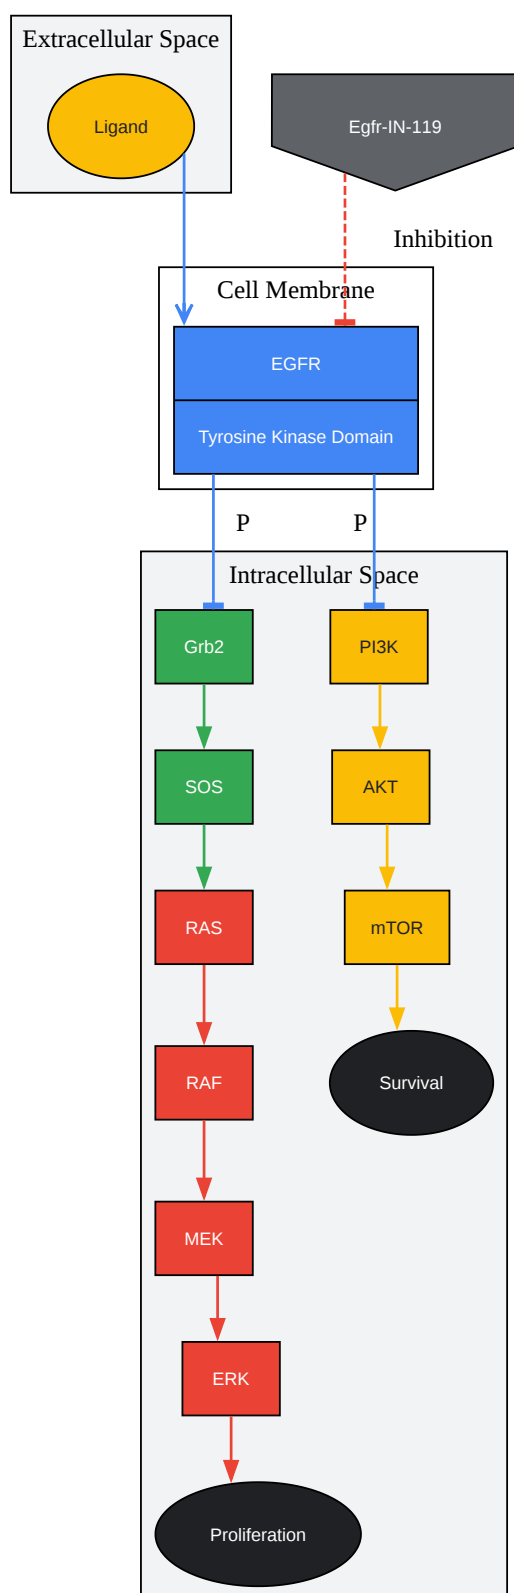 Extracellular Space
Ligand
Egfr-IN-119
Inhibition
Cell Membrane
EGFR
Tyrosine Kinase Domain
P
P
Intracellular Space
Grb2
PI3K
SOS
AKT
RAS
mTOR
RAF
Survival
MEK
ERK
Proliferation